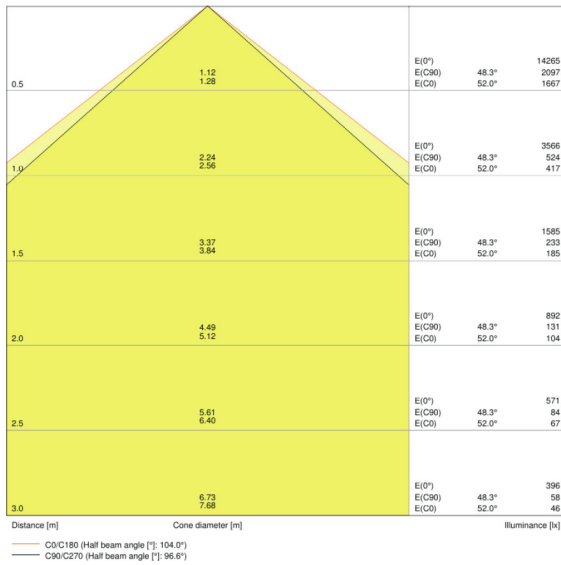 E(0°) 14265
1.12 E(C90) 48.3° 2097
1.28 E(C0) 52.0° 1667
0.5
E(0°) 3566
2.24 E(C90) 48.3° 524
2.56 E(C0) 52.0° 417
1.0
E(0°) 1585
3.37 E(C90) 48.3° 233
3.84 E(C0) 52.0° 185
1.5
E(0°) 892
4.49 E(C90) 48.3° 131
5.12 E(C0) 52.0° 104
2.0
E(0°) 571
5.61 E(C90) 48.3° 84
6.40 E(C0) 52.0° 67
2.5
E(0°) 396
6.73 E(C90) 48.3° 58
7.68 E(C0) 52.0° 46
3.0
Distance [m] Cone diameter [m] Illuminance [lx]
C0/C180 (Half beam angle [°]: 104.0°)
C90/C270 (Half beam angle [°]: 96.6°)